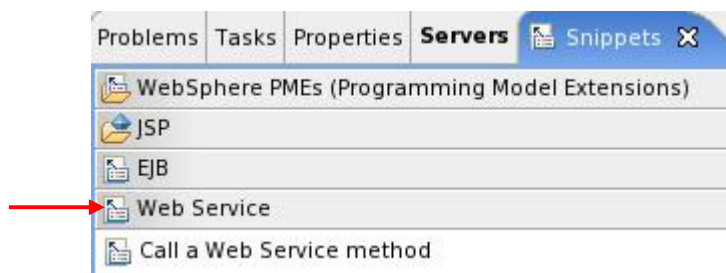 Problems Tasks Properties Servers Snippets
WebSphere PMEs (Programming Model Extensions)
JSP
EJB
Web Service
Call a Web Service method